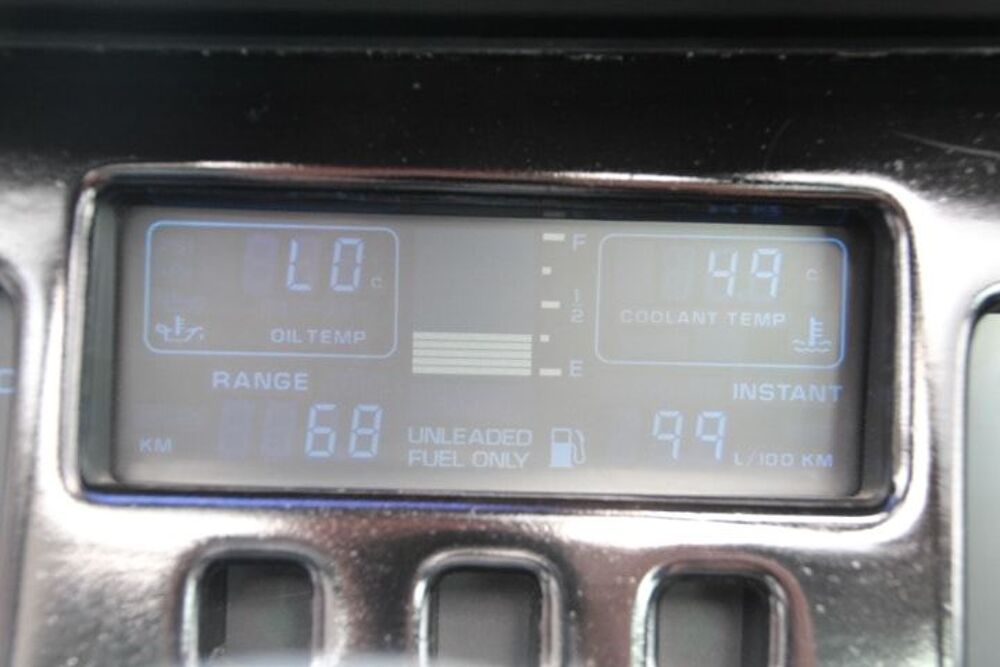 LO C
OIL TEMP
F
1/2
E
49 C
COOLANT TEMP
RANGE
68
KM
UNLEADED
FUEL ONLY
INSTANT
99
L/100 KM
C